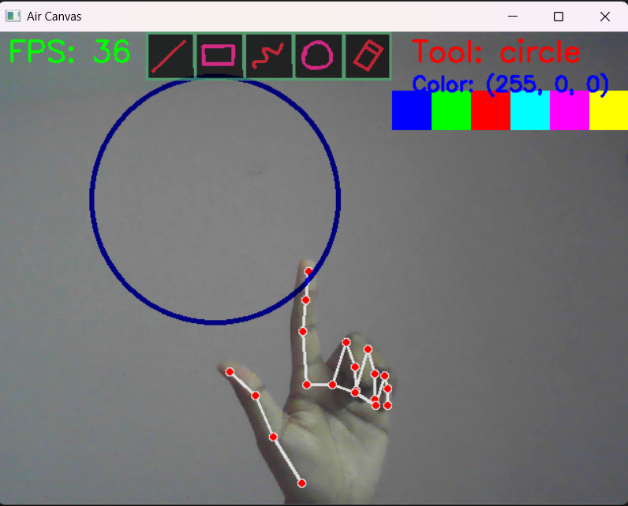 Air Canvas
FPS: 36
Tool: circle
Color: (255, 0, 0)